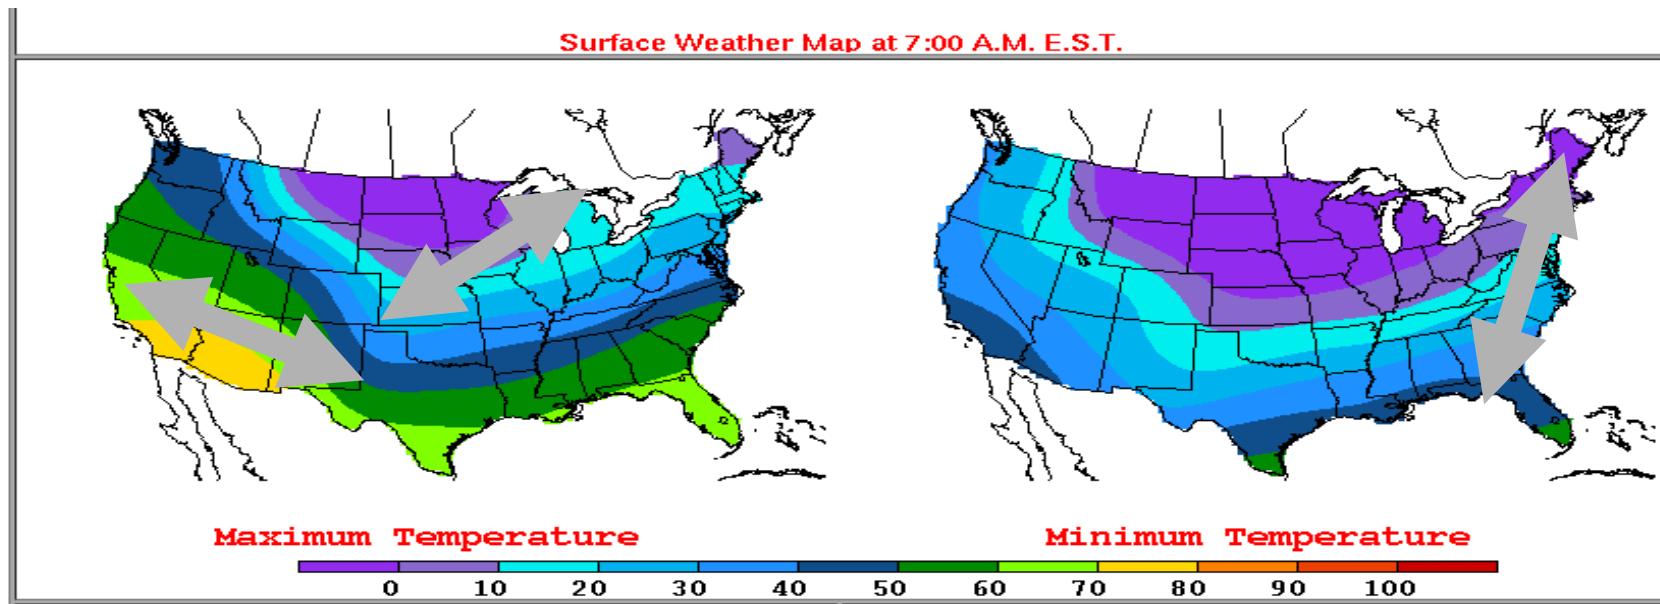 Surface Weather Map at 7:00 A.M. E.S.T.
Maximum Temperature
Minimum Temperature
0 10 20 30 40 50 60 70 80 90 100